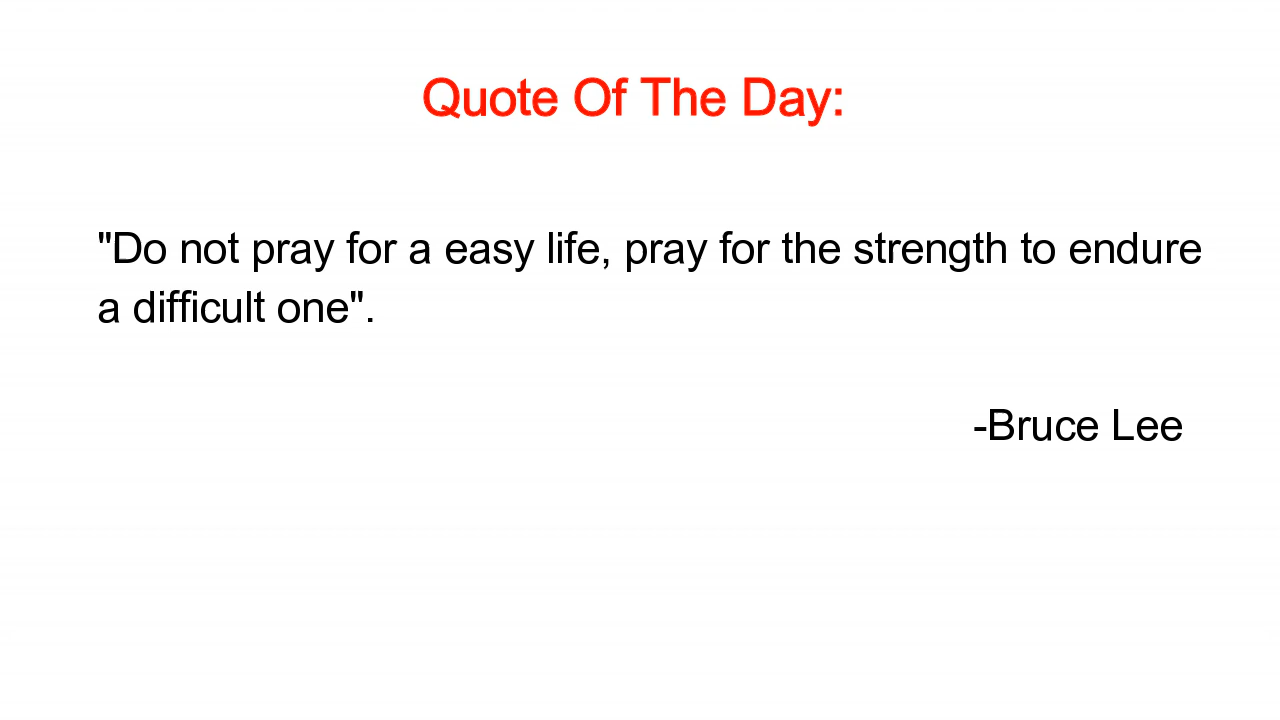 Quote Of The Day:
"Do not pray for a easy life, pray for the strength to endure
a difficult one".
-Bruce Lee